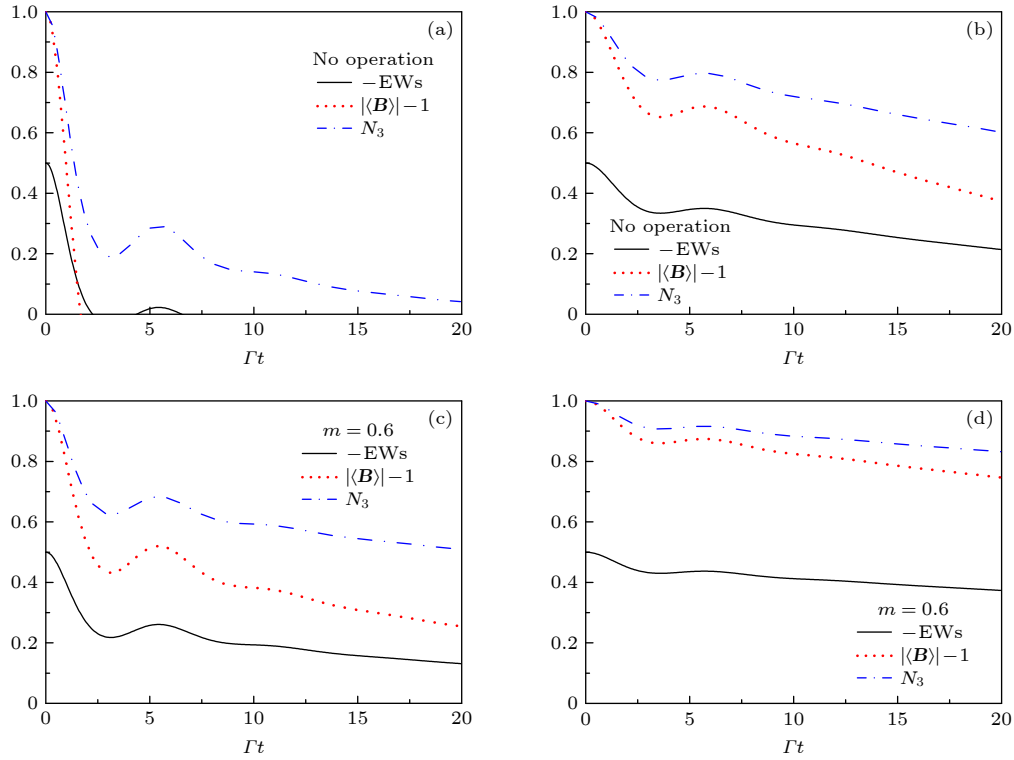 1.0
0.8
0.6
0.4
0.2
0
(a)
No operation
−EWs
|⟨B⟩|−1
N₃
0 5 10 15 20
Γt
1.0
0.8
0.6
0.4
0.2
0
(b)
No operation
−EWs
|⟨B⟩|−1
N₃
0 5 10 15 20
Γt
1.0
0.8
0.6
0.4
0.2
0
(c)
m = 0.6
−EWs
|⟨B⟩|−1
N₃
0 5 10 15 20
Γt
1.0
0.8
0.6
0.4
0.2
0
(d)
m = 0.6
−EWs
|⟨B⟩|−1
N₃
0 5 10 15 20
Γt